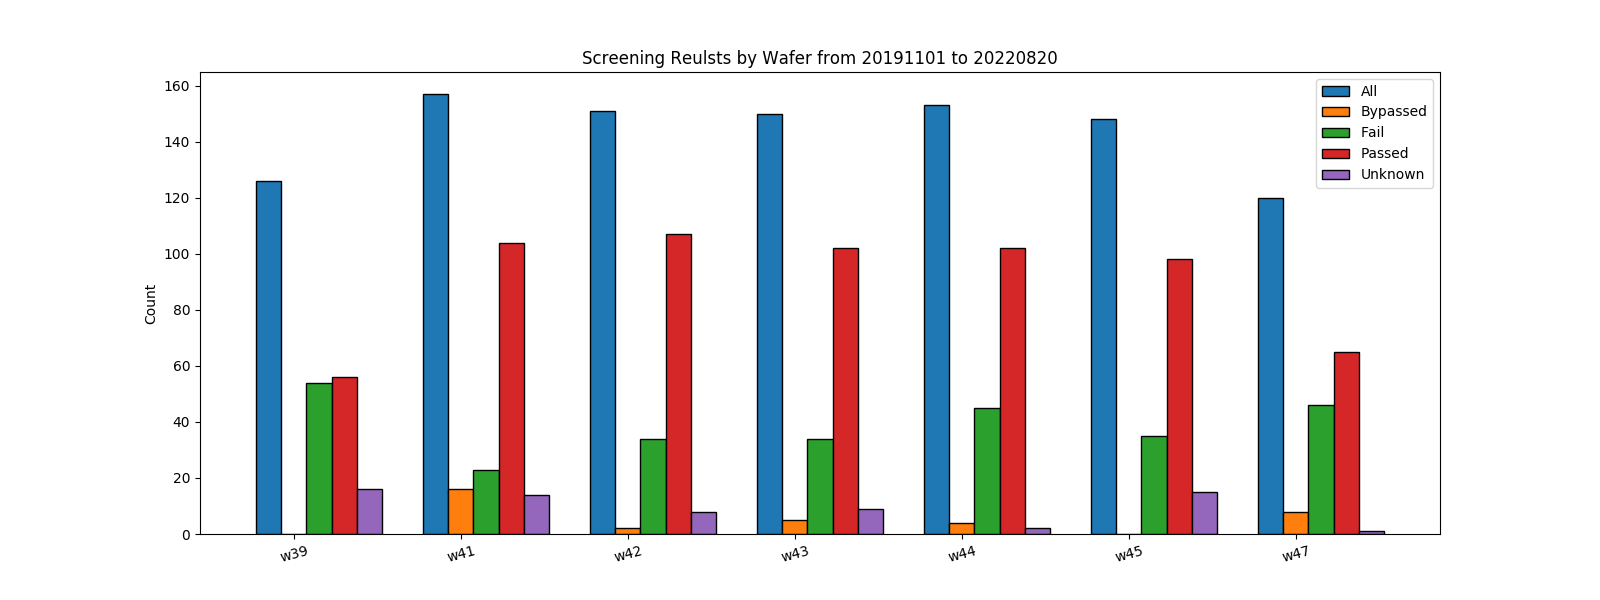 Screening Reulsts by Wafer from 20191101 to 20220820
160
140
120
100
80
60
40
20
0
Count
All
Bypassed
Fail
Passed
Unknown
w39
w41
w42
w43
w44
w45
w47